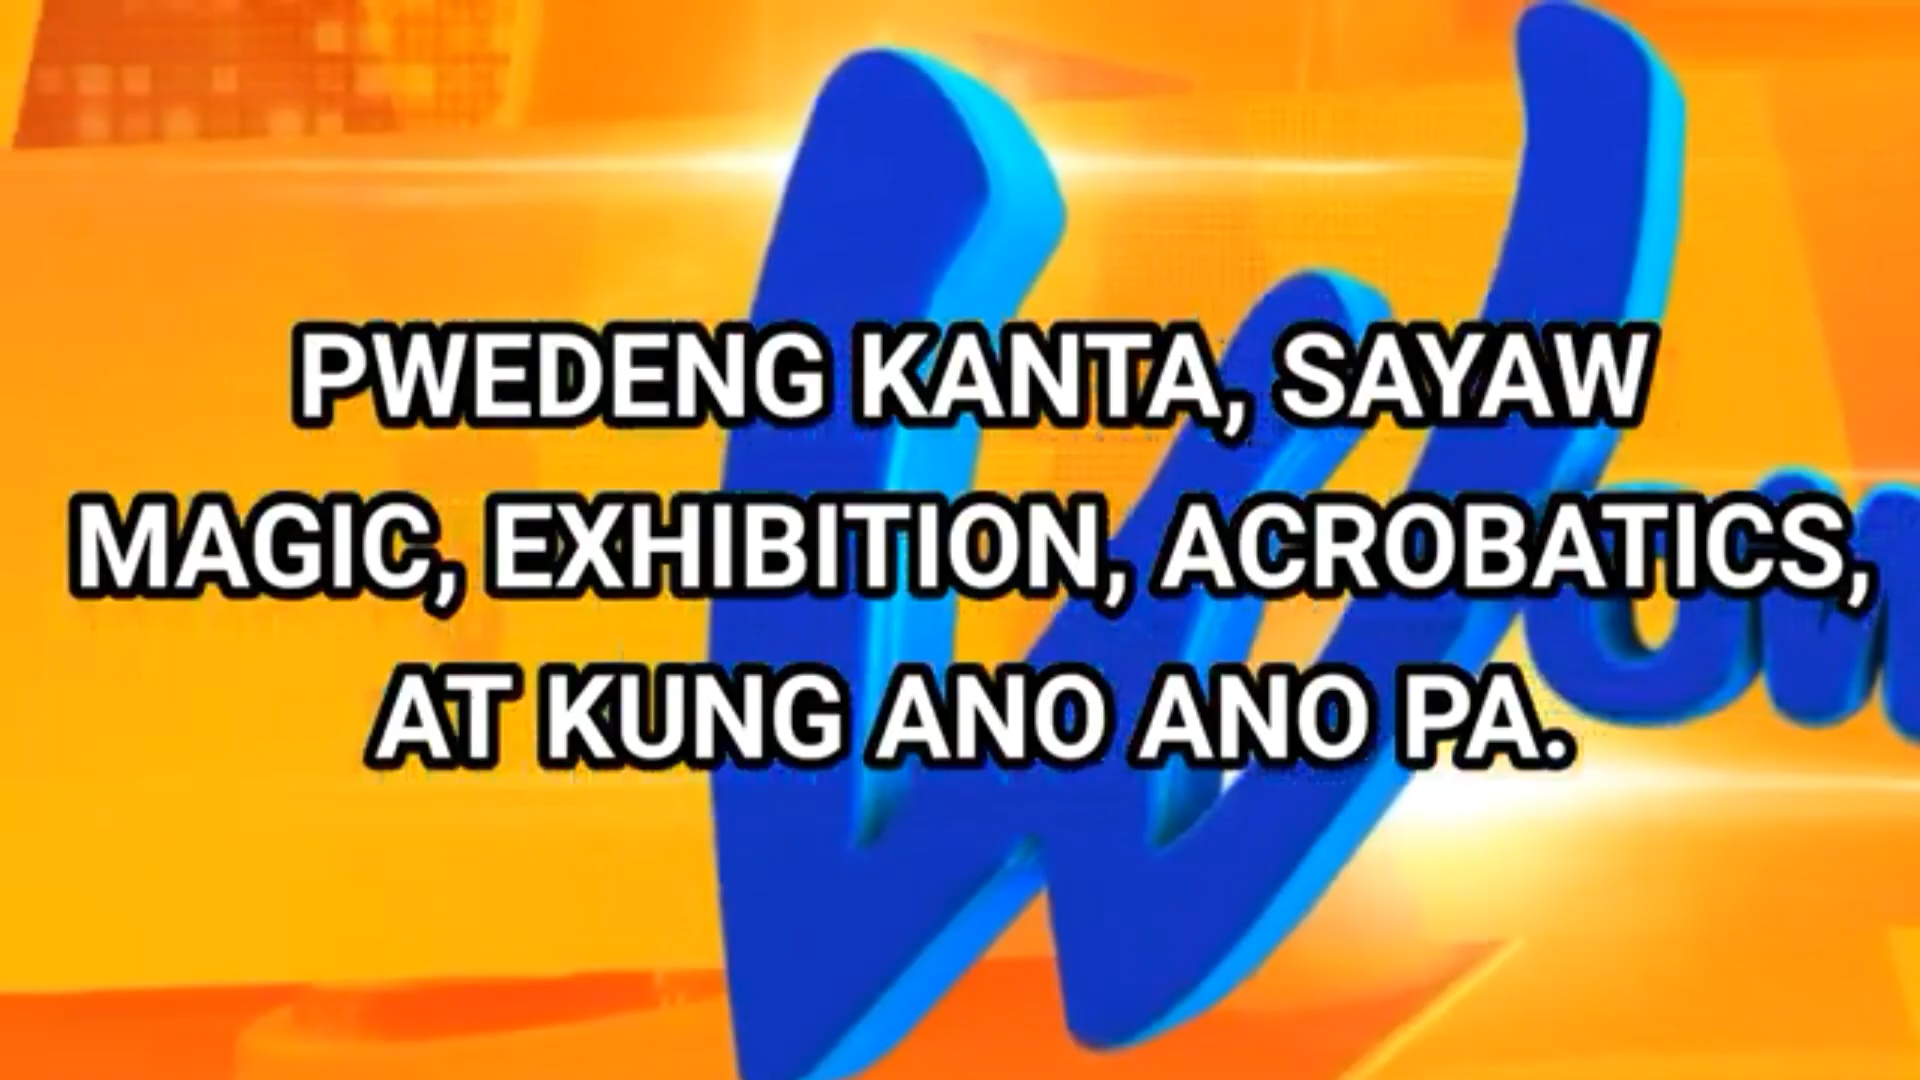 PWEDENG KANTA, SAYAW
MAGIC, EXHIBITION, ACROBATICS,
AT KUNG ANO ANO PA.